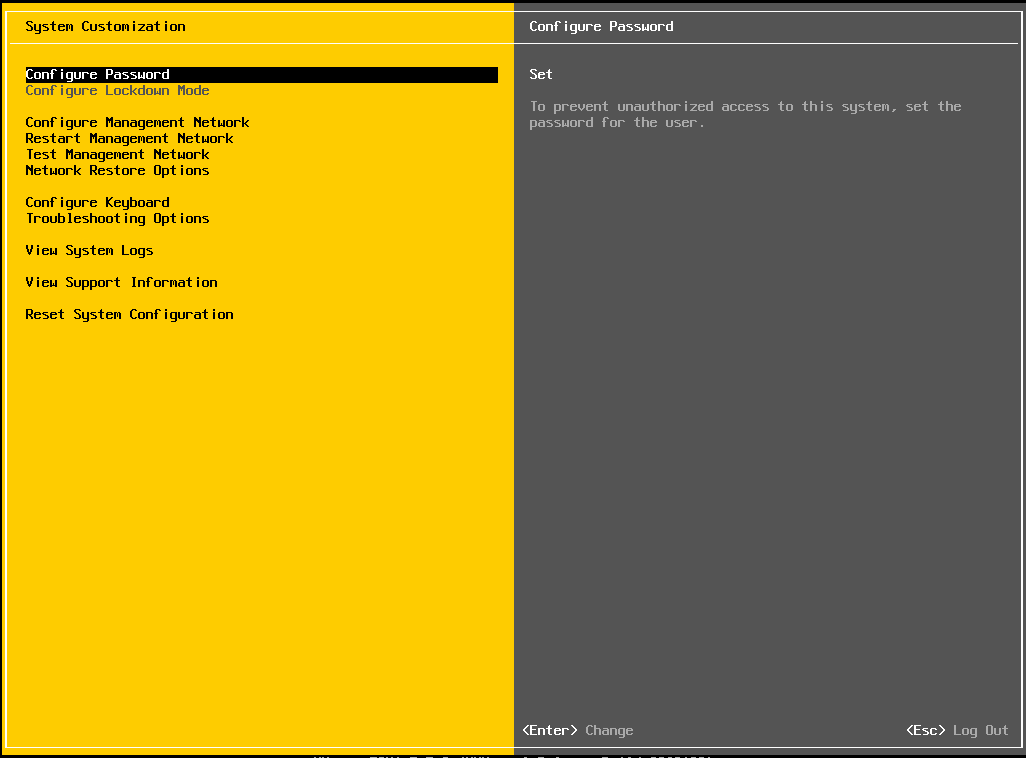 System Customization
Configure Password
Configure Lockdown Mode
Configure Management Network
Restart Management Network
Test Management Network
Network Restore Options
Configure Keyboard
Troubleshooting Options
View System Logs
View Support Information
Reset System Configuration
Configure Password
Set
To prevent unauthorized access to this system, set the
password for the user.
<Enter> Change
<Esc> Log Out